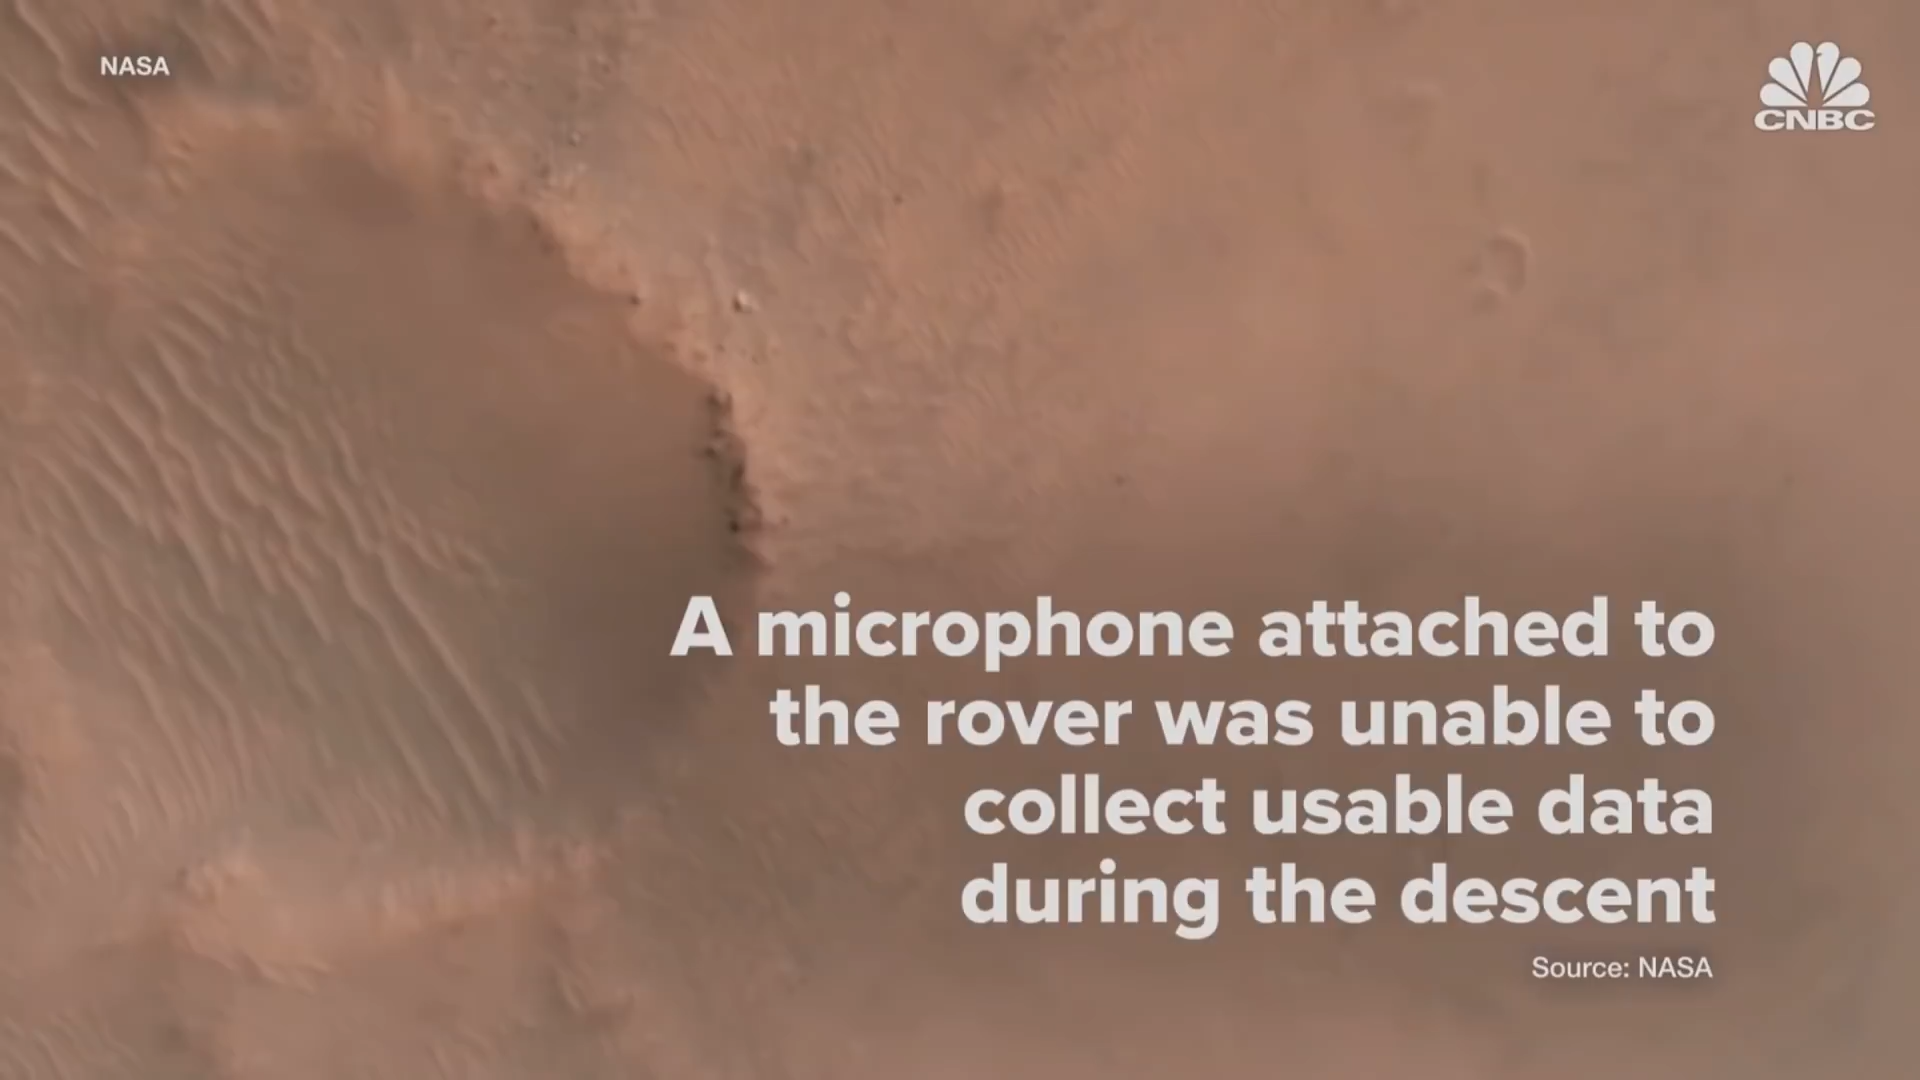 NASA
CNBC
A microphone attached to
the rover was unable to
collect usable data
during the descent
Source: NASA